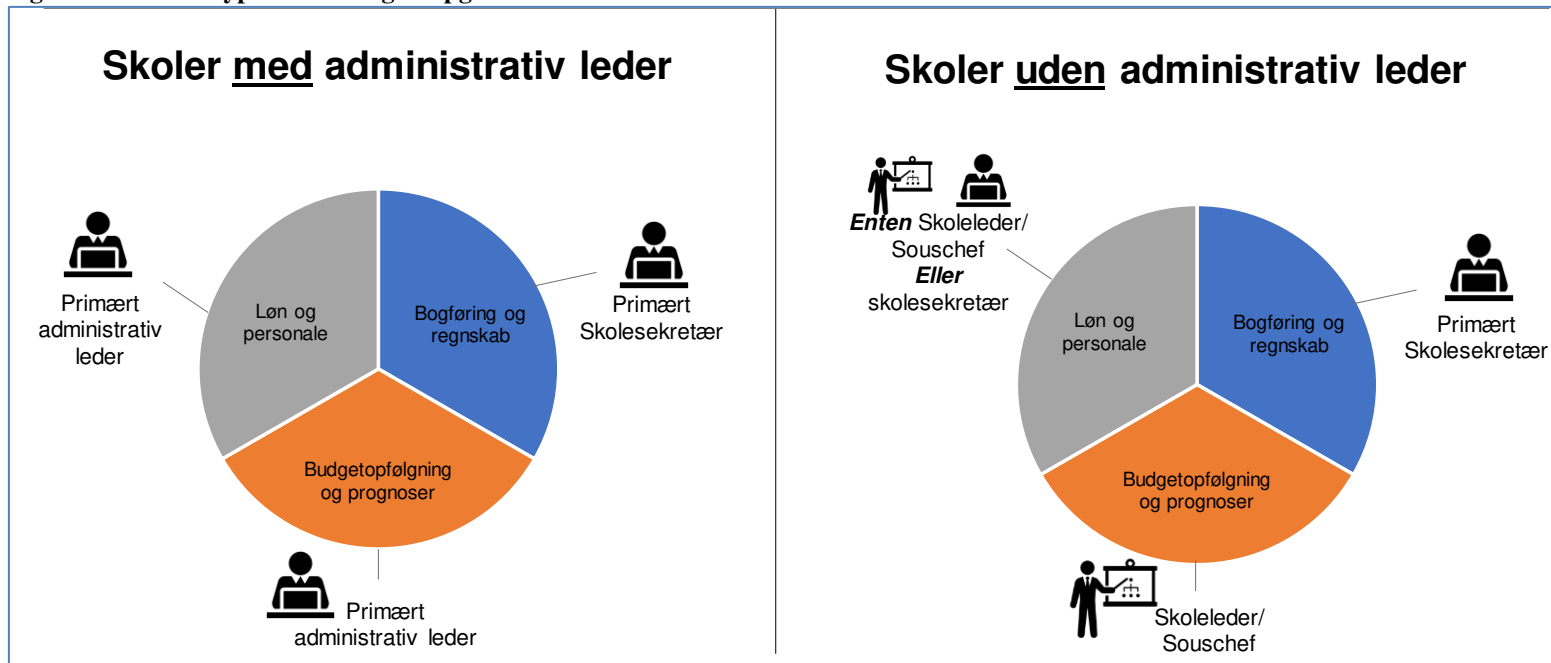 Skoler med administrativ leder
Primært
administrativ
leder
Løn og
personale
Bogføring og
regnskab
Primært
Skolesekretær
Budgetopfølgning
og prognoser
Primært
administrativ leder
Skoler uden administrativ leder
Enten Skoleleder/
Souschef
Eller
skolesekretær
Løn og
personale
Bogføring og
regnskab
Primært
Skolesekretær
Budgetopfølgning
og prognoser
Skoleleder/
Souschef